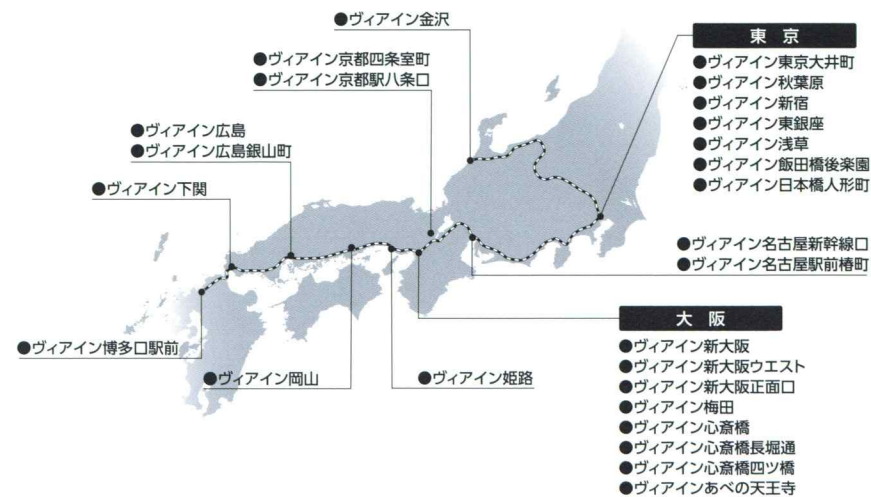 ●ヴィアイン金沢
●ヴィアイン京都四条室町
●ヴィアイン京都駅八条口
●ヴィアイン広島
●ヴィアイン広島銀山町
●ヴィアイン下関
東 京
●ヴィアイン東京大井町
●ヴィアイン秋葉原
●ヴィアイン新宿
●ヴィアイン東銀座
●ヴィアイン浅草
●ヴィアイン飯田橋後楽園
●ヴィアイン日本橋人形町
●ヴィアイン名古屋新幹線口
●ヴィアイン名古屋駅前椿町
●ヴィアイン博多口駅前
●ヴィアイン岡山
●ヴィアイン姫路
大 阪
●ヴィアイン新大阪
●ヴィアイン新大阪ウエスト
●ヴィアイン新大阪正面口
●ヴィアイン梅田
●ヴィアイン心斎橋
●ヴィアイン心斎橋長堀通
●ヴィアイン心斎橋四ツ橋
●ヴィアインあべの天王寺